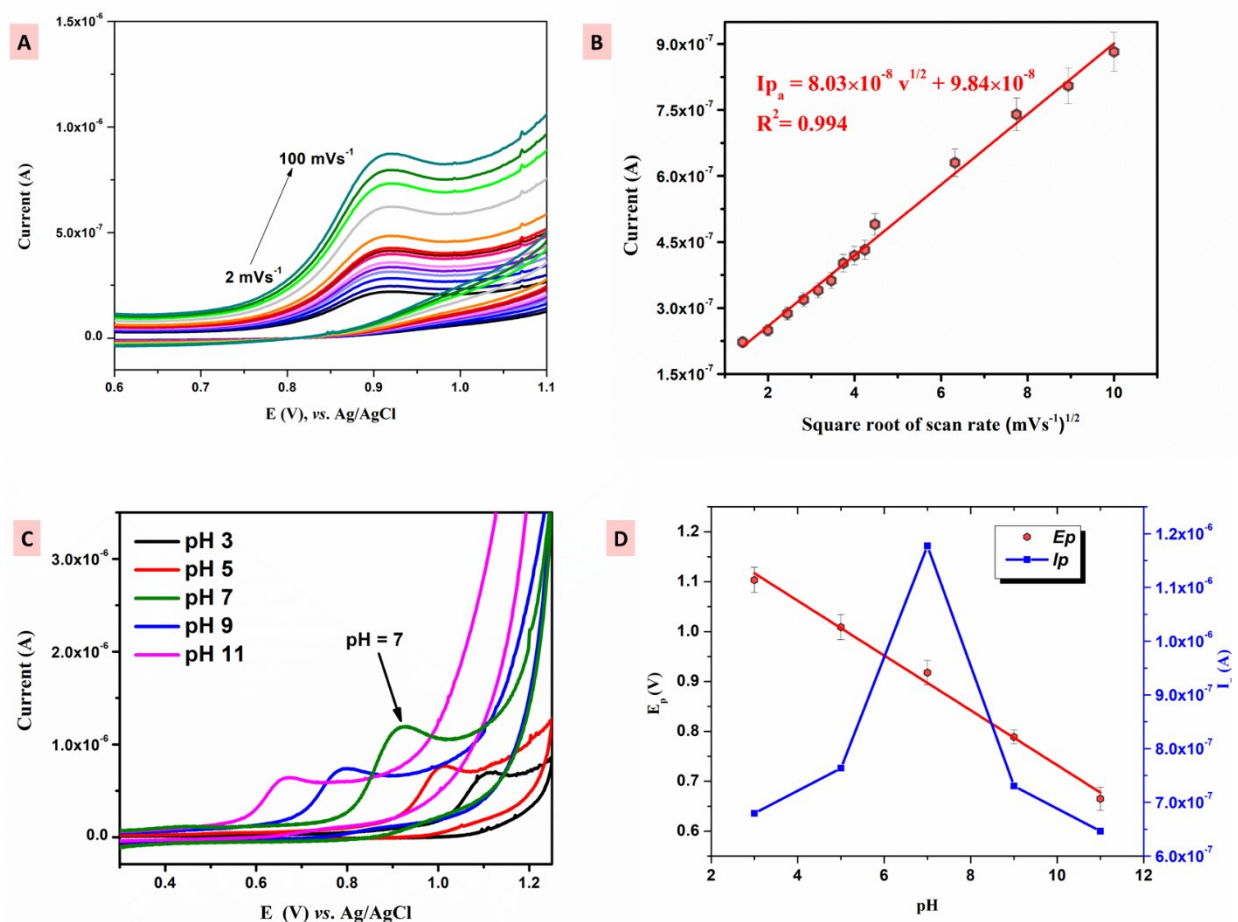 A
1.5x10⁻⁶
1.0x10⁻⁶
5.0x10⁻⁷
0.0
Current (A)
100 mVs⁻¹
2 mVs⁻¹
0.6 0.7 0.8 0.9 1.0 1.1
E (V), vs. Ag/AgCl
B
9.0x10⁻⁷
7.5x10⁻⁷
6.0x10⁻⁷
4.5x10⁻⁷
3.0x10⁻⁷
1.5x10⁻⁷
Current (A)
Ipₐ = 8.03×10⁻⁸ v¹/² + 9.84×10⁻⁸
R²= 0.994
2 4 6 8 10
Square root of scan rate (mVs⁻¹)¹/²
C
3.0x10⁻⁶
2.0x10⁻⁶
1.0x10⁻⁶
0.0
Current (A)
pH 3
pH 5
pH 7
pH 9
pH 11
pH = 7
0.4 0.6 0.8 1.0 1.2
E (V) vs. Ag/AgCl
D
1.2
1.1
1.0
0.9
0.8
0.7
0.6
Eₚ (V)
Ep
Ip
1.2x10⁻⁶
1.1x10⁻⁶
1.0x10⁻⁶
9.0x10⁻⁷
8.0x10⁻⁷
7.0x10⁻⁷
6.0x10⁻⁷
I_ (A)
2 4 6 8 10 12
pH